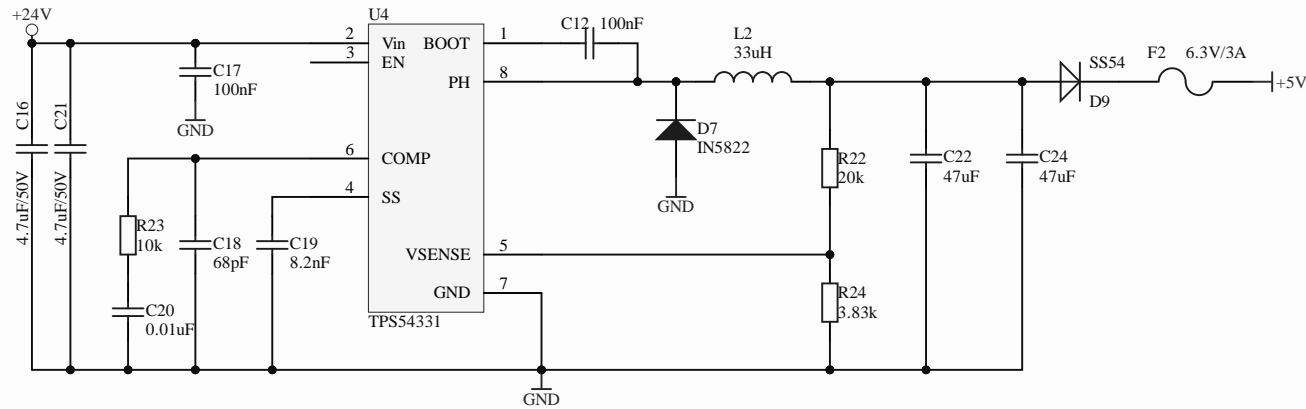 +24V
U4
2
Vin
3
EN
BOOT
1
PH
8
6
COMP
4
SS
VSENSE
5
GND
7
TPS54331
C16
4.7uF/50V
C21
4.7uF/50V
C17
100nF
GND
R23
10k
C20
0.01uF
C18
68pF
C19
8.2nF
C12
100nF
D7
IN5822
GND
L2
33uH
R22
20k
R24
3.83k
C22
47uF
C24
47uF
SS54
D9
F2
6.3V/3A
+5V
GND